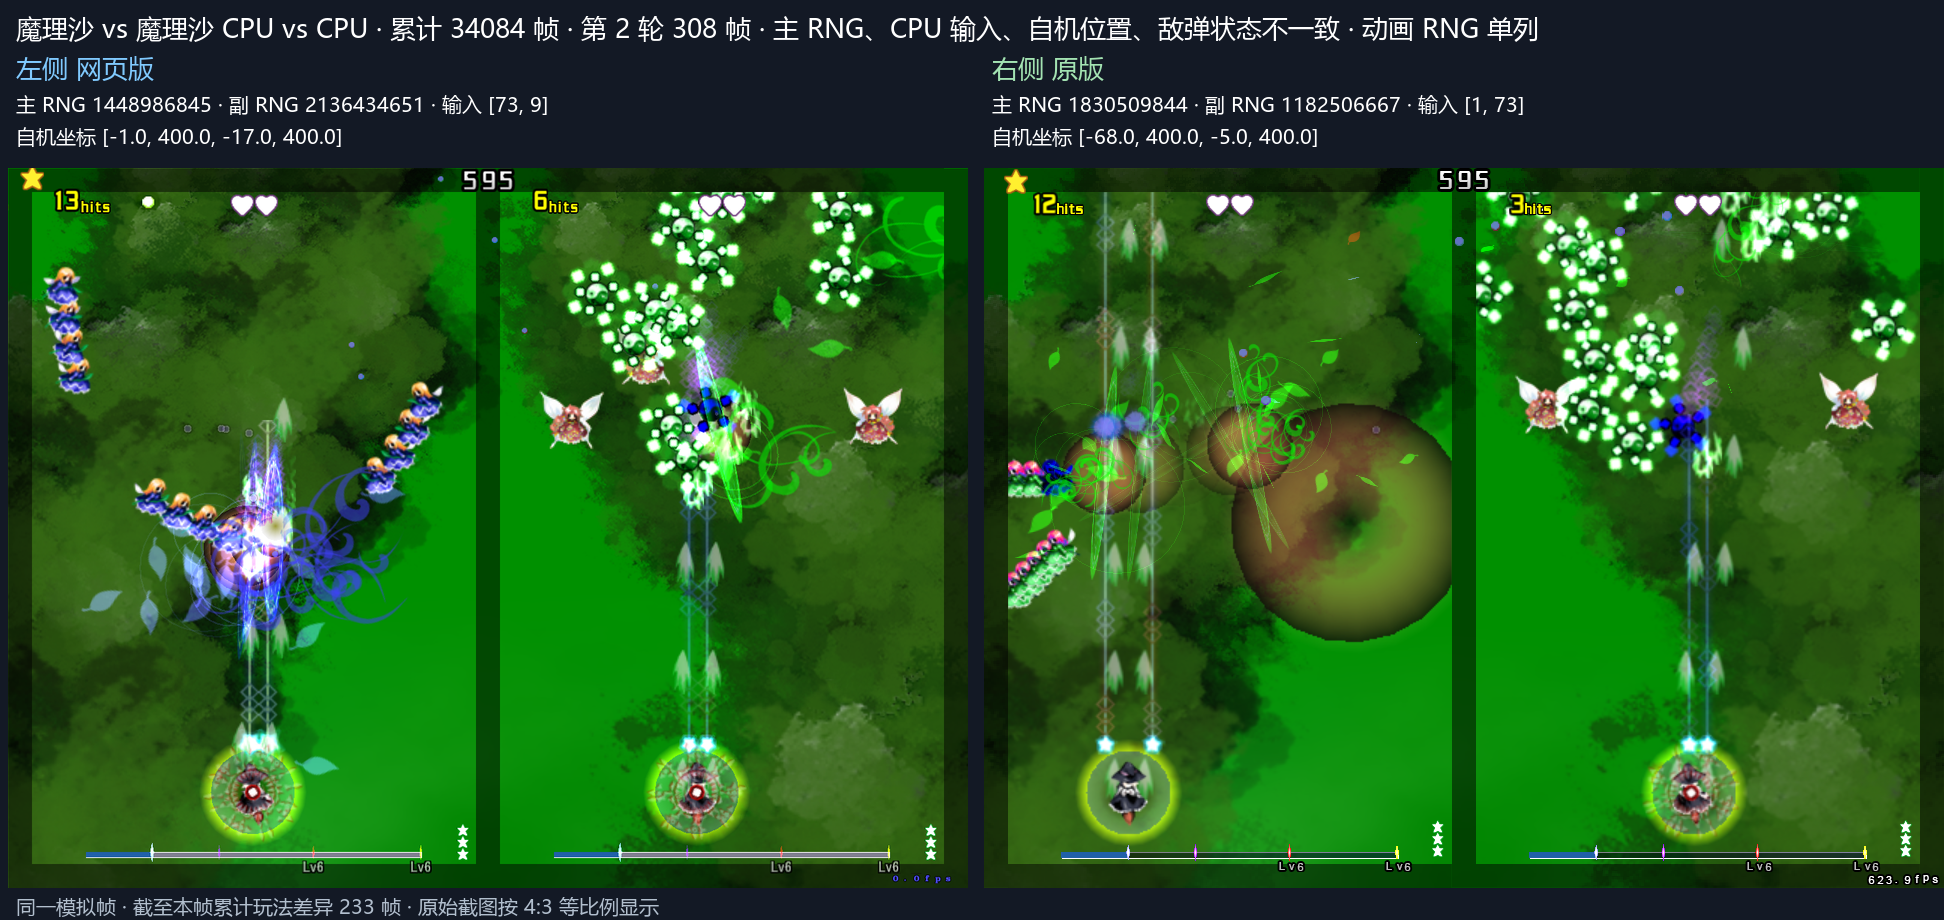 魔理沙 vs 魔理沙 CPU vs CPU · 累计 34084 帧 · 第 2 轮 308 帧 · 主 RNG、CPU 输入、自机位置、敌弹状态不一致 · 动画 RNG 单列
左侧 网页版
主 RNG 1448986845 · 副 RNG 2136434651 · 输入 [73, 9]
自机坐标 [-1.0, 400.0, -17.0, 400.0]
右侧 原版
主 RNG 1830509844 · 副 RNG 1182506667 · 输入 [1, 73]
自机坐标 [-68.0, 400.0, -5.0, 400.0]
595
13hits
6hits
Lv6 Lv6
Lv6 Lv6
0.0fps
595
12hits
3hits
Lv6 Lv6
Lv6 Lv6
623.9fps
同一模拟帧 · 截至本帧累计玩法差异 233 帧 · 原始截图按 4:3 等比例显示